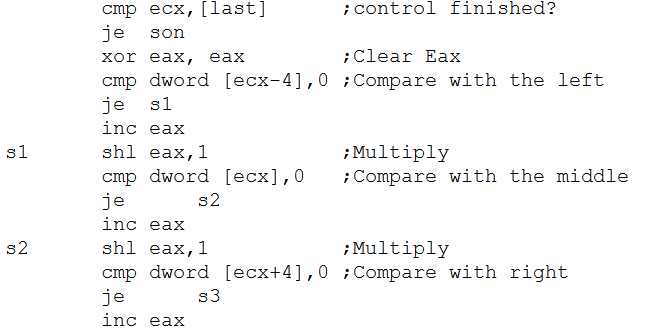 cmp ecx,[last] ;control finished?
je son
xor eax, eax ;Clear Eax
cmp dword [ecx-4],0 ;Compare with the left
je s1
inc eax
s1 shl eax,1 ;Multiply
cmp dword [ecx],0 ;Compare with the middle
je s2
inc eax
s2 shl eax,1 ;Multiply
cmp dword [ecx+4],0 ;Compare with right
je s3
inc eax